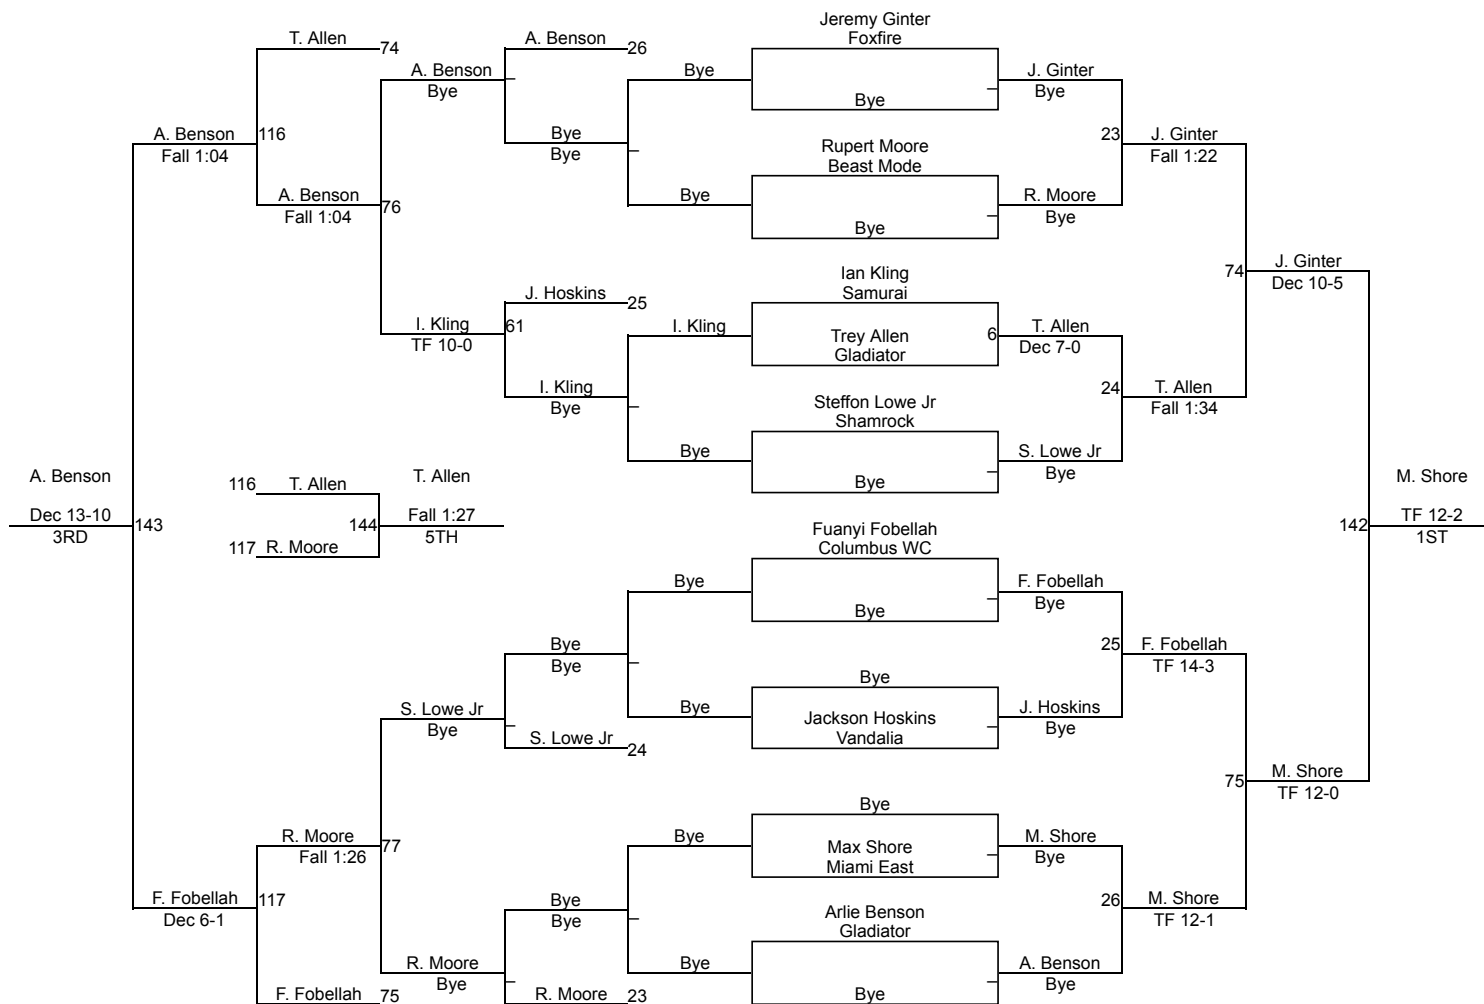 Jeremy Ginter
Foxfire
T. Allen
74
A. Benson
26
A. Benson
Bye
Bye
J. Ginter
Bye
Bye
A. Benson
116
Fall 1:04
Bye
Bye
23
J. Ginter
Fall 1:22
Rupert Moore
Beast Mode
A. Benson
76
Fall 1:04
Bye
R. Moore
Bye
Bye
Ian Kling
Samurai
74
J. Ginter
Dec 10-5
J. Hoskins
25
I. Kling
61
TF 10-0
I. Kling
Trey Allen
Gladiator
6
T. Allen
Dec 7-0
I. Kling
Bye
24
T. Allen
Fall 1:34
Steffon Lowe Jr
Shamrock
Bye
S. Lowe Jr
Bye
Bye
A. Benson
116
T. Allen
T. Allen
M. Shore
Dec 13-10
143
3RD
144
Fall 1:27
5TH
142
TF 12-2
1ST
117
R. Moore
Fuanyi Fobellah
Columbus WC
Bye
F. Fobellah
Bye
Bye
Bye
Bye
25
F. Fobellah
TF 14-3
Bye
S. Lowe Jr
Bye
Bye
Jackson Hoskins
Vandalia
J. Hoskins
Bye
S. Lowe Jr
24
75
M. Shore
TF 12-0
Bye
R. Moore
77
Fall 1:26
Bye
Max Shore
Miami East
M. Shore
Bye
F. Fobellah
117
Dec 6-1
Bye
Bye
26
M. Shore
TF 12-1
Arlie Benson
Gladiator
R. Moore
Bye
Bye
A. Benson
Bye
F. Fobellah
75
R. Moore
23
Bye